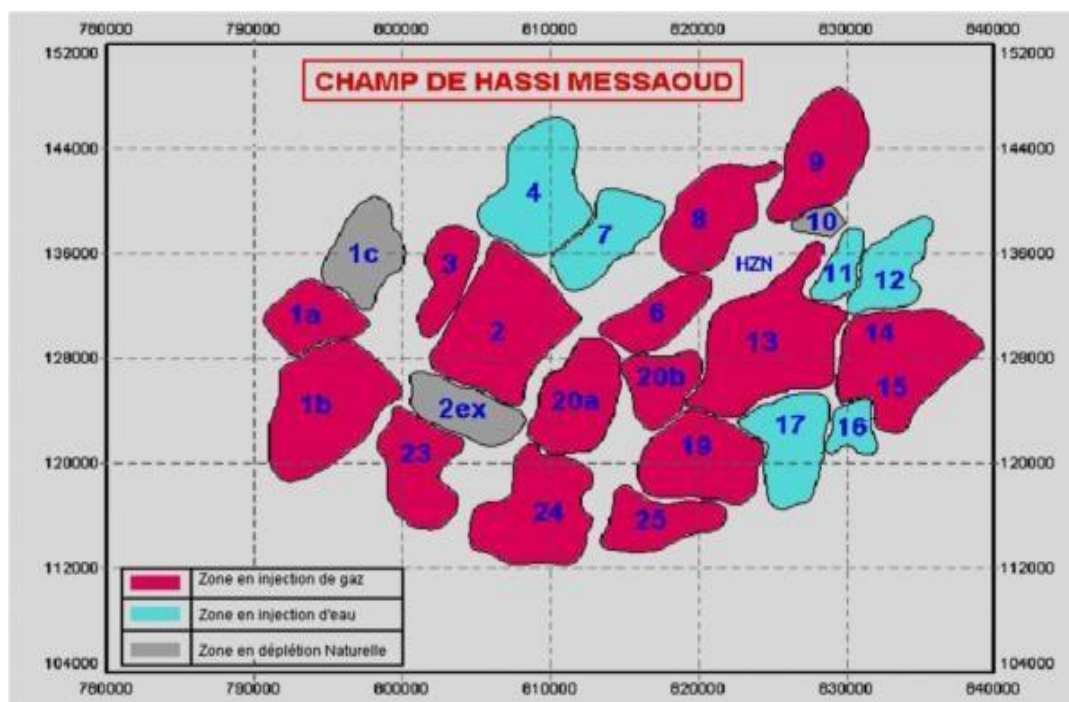 780000 790000 800000 810000 820000 830000 840000
152000 152000
CHAMP DE HASSI MESSAOUD
144000 144000
9
4
8
10
7
136000 136000
1c
3
HZN
11
12
1a
2
6
13
14
128000 128000
20b
15
1b
2ex
20a
17
16
23
19
120000 120000
24
25
112000 112000
Zone en injection de gaz
Zone en injection d'eau
Zone en déplétion Naturelle
104000 104000
780000 790000 800000 810000 820000 830000 840000